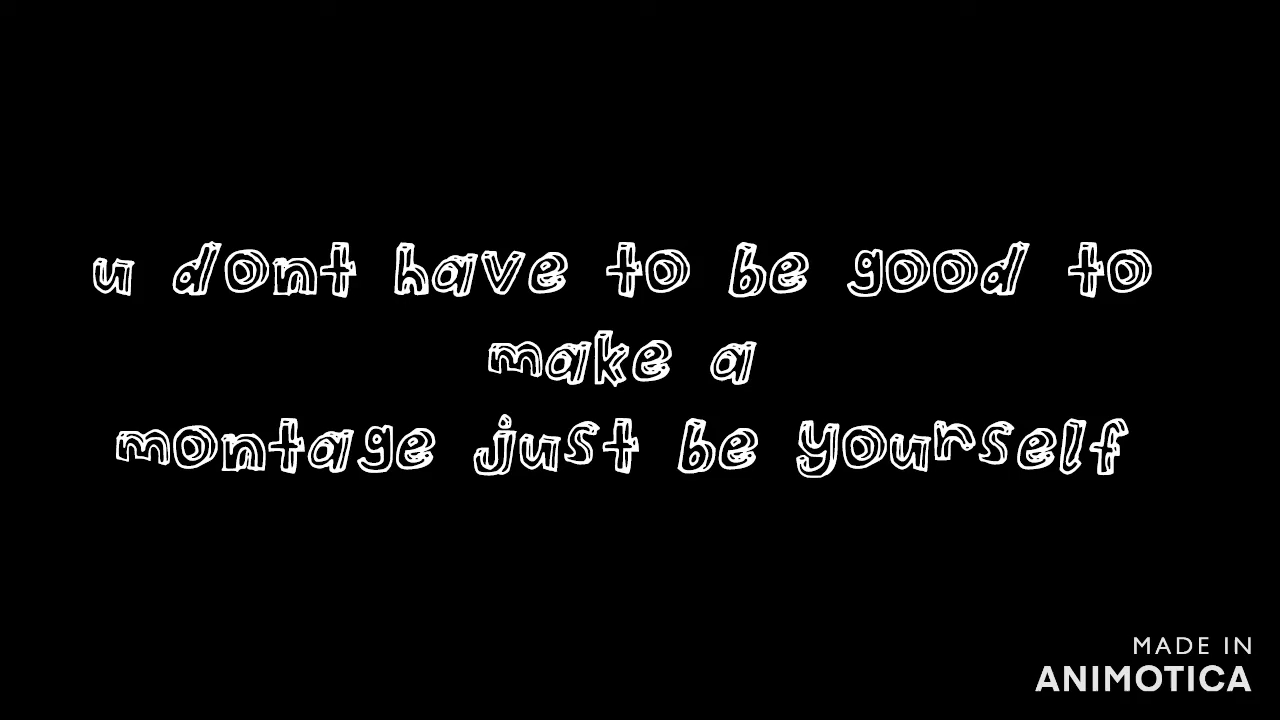 u dont have to be good to
make a
montage just be yourself
MADE IN
ANIMOTICA